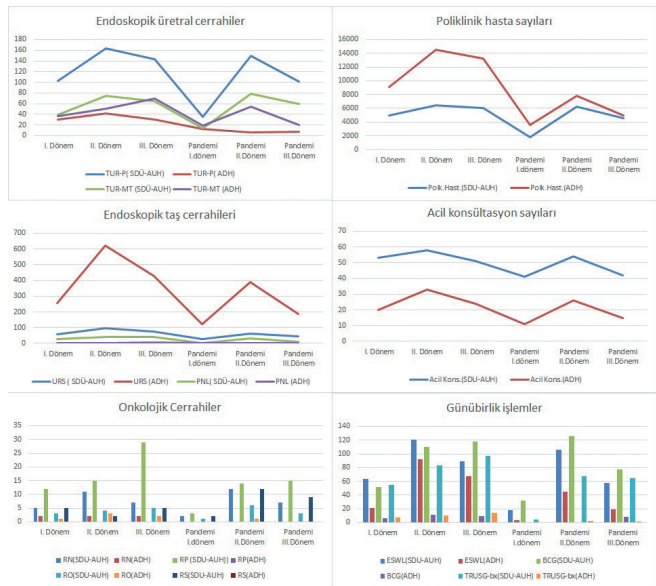 Endoskopik üretral cerrahiler
180
160
140
120
100
80
60
40
20
0
I. Dönem II. Dönem III. Dönem Pandemi I.dönem Pandemi II.Dönem Pandemi III.Dönem
TUR-P( SDÜ-AUH) TUR-P( ADH)
TUR-MT (SDÜ-AUH) TUR-MT (ADH)
Poliklinik hasta sayıları
16000
14000
12000
10000
8000
6000
4000
2000
0
I. Dönem II. Dönem III. Dönem Pandemi I.dönem Pandemi II.Dönem Pandemi III.Dönem
Polk.Hast.(SDU-AUH) Polk.Hast.(ADH)
Endoskopik taş cerrahileri
700
600
500
400
300
200
100
0
I. Dönem II. Dönem III. Dönem Pandemi I.dönem Pandemi II.Dönem Pandemi III.Dönem
URS ( SDÜ-AUH) URS (ADH) PNL( SDÜ-AUH) PNL (ADH)
Acil konsültasyon sayıları
70
60
50
40
30
20
10
0
I. Dönem II. Dönem III. Dönem Pandemi I.Dönem Pandemi II.Dönem Pandemi III.Dönem
Acil Kons.(SDU-AUH) Acil Kons.(ADH)
Onkolojik Cerrahiler
35
30
25
20
15
10
5
0
I. Dönem II. Dönem III. Dönem Pandemi I.Dönem Pandemi II.Dönem Pandemi III.Dönem
RN(SDU-AUH) RN(ADH) RP (SDU-AUH)) RP(ADH)
RO(SDU-AUH) RO(ADH) RS(SDU-AUH) RS(ADH)
Günübirlik işlemler
140
120
100
80
60
40
20
0
I. Dönem II. Dönem III. Dönem Pandemi I.Dönem Pandemi II.Dönem Pandemi III.Dönem
ESWL(SDU-AUH) ESWL(ADH) BCG(SDU-AUH)
BCG(ADH) TRUSG-bx(SDU-AUH) TRUSG-bx(ADH)